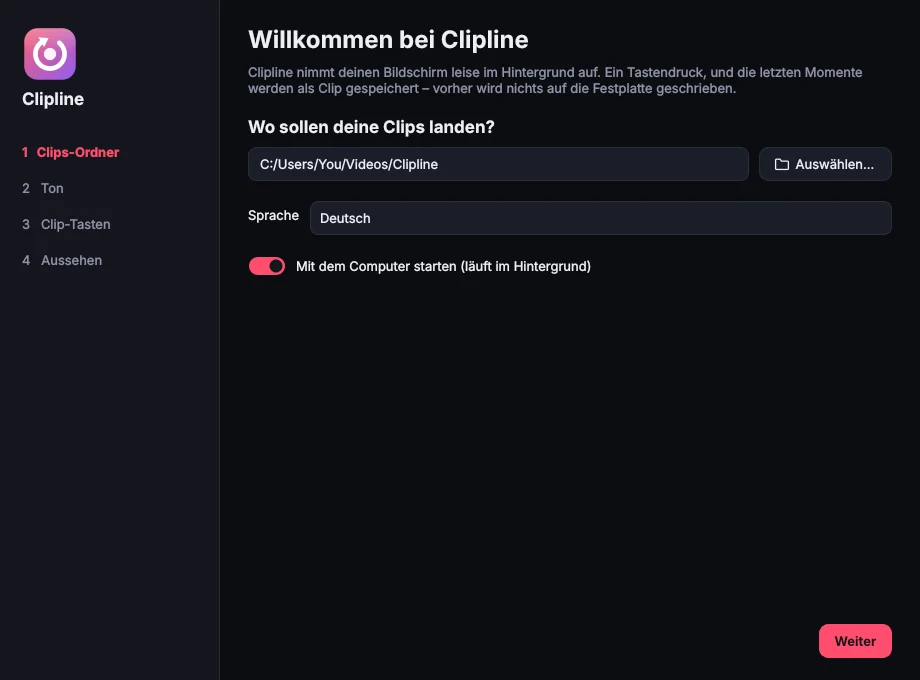 Clipline
1 Clips-Ordner
2 Ton
3 Clip-Tasten
4 Aussehen
Willkommen bei Clipline
Clipline nimmt deinen Bildschirm leise im Hintergrund auf. Ein Tastendruck, und die letzten Momente
werden als Clip gespeichert – vorher wird nichts auf die Festplatte geschrieben.
Wo sollen deine Clips landen?
C:/Users/You/Videos/Clipline
Auswählen...
Sprache
Deutsch
Mit dem Computer starten (läuft im Hintergrund)
Weiter